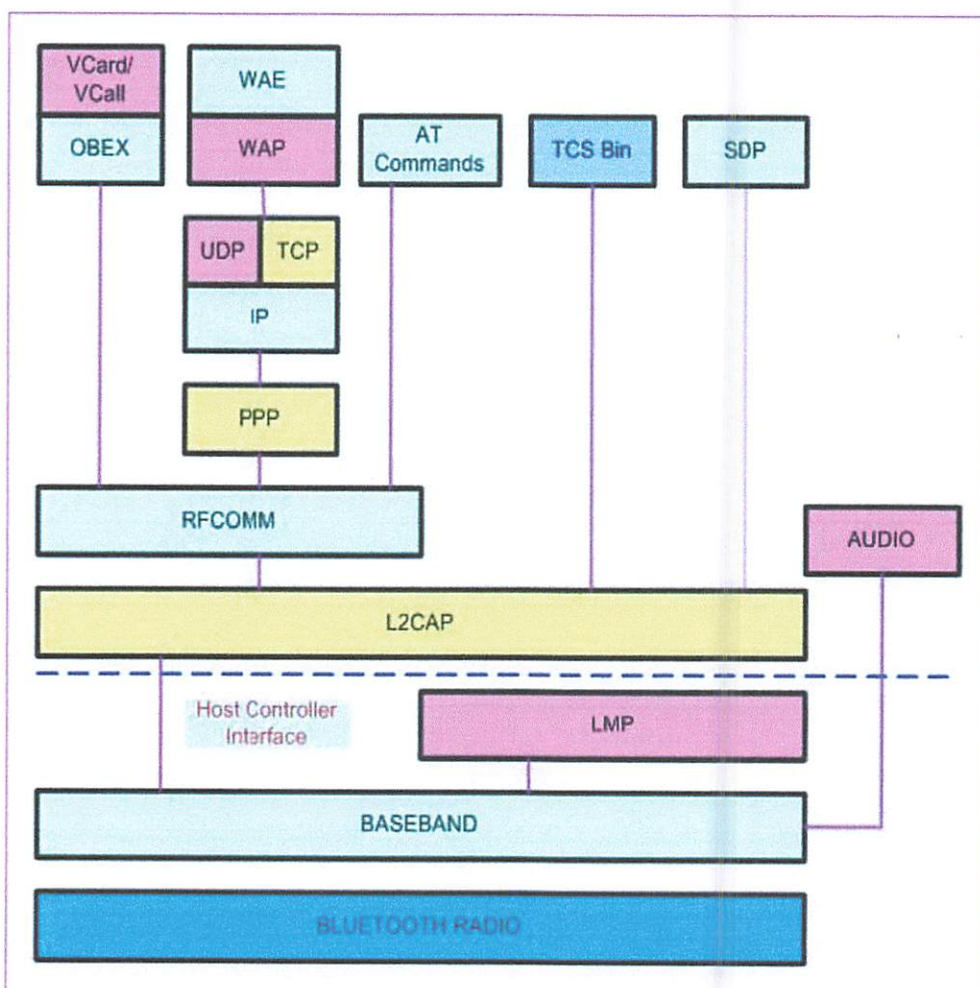 VCard/
VCall
WAE
OBEX
WAP
AT
Commands
TCS Bin
SDP
UDP
TCP
IP
PPP
RFCOMM
AUDIO
L2CAP
Host Controller
Interface
LMP
BASEBAND
BLUETOOTH RADIO